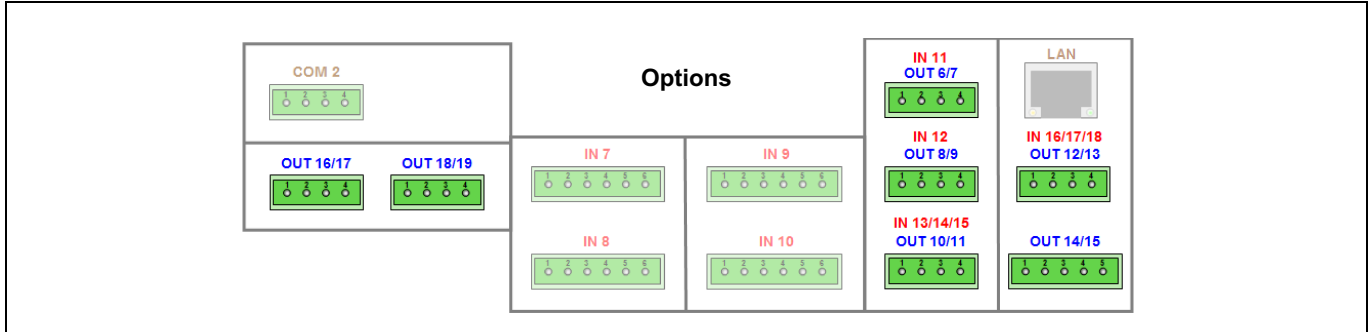 COM 2
1 2 3 4
OUT 16/17 OUT 18/19
1 2 3 4 1 2 3 4
Options
IN 7 IN 9
1 2 3 4 5 6 1 2 3 4 5 6
IN 8 IN 10
1 2 3 4 5 6 1 2 3 4 5 6
IN 11
OUT 6/7
1 2 3 4
IN 12
OUT 8/9
1 2 3 4
IN 13/14/15
OUT 10/11
1 2 3 4
LAN
IN 16/17/18
OUT 12/13
1 2 3 4
OUT 14/15
1 2 3 4 5